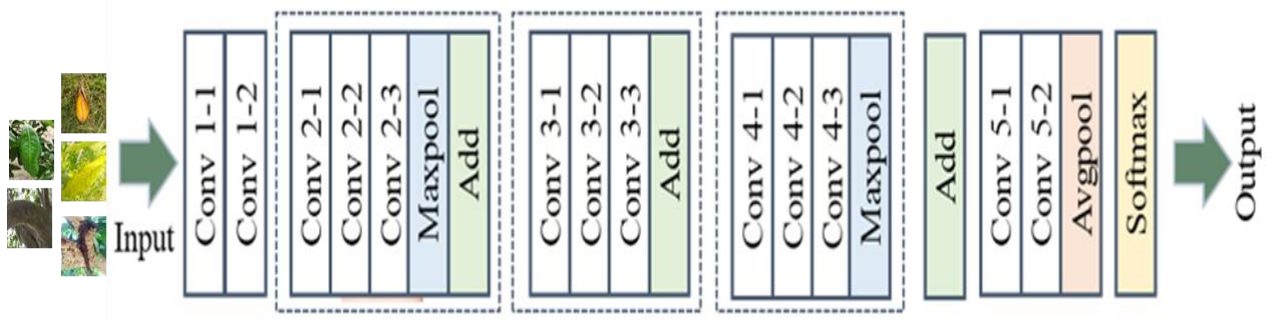 Input
Conv 1-1
Conv 1-2
Conv 2-1
Conv 2-2
Conv 2-3
Maxpool
Add
Conv 3-1
Conv 3-2
Conv 3-3
Add
Conv 4-1
Conv 4-2
Conv 4-3
Maxpool
Add
Conv 5-1
Conv 5-2
Avgpool
Softmax
Output